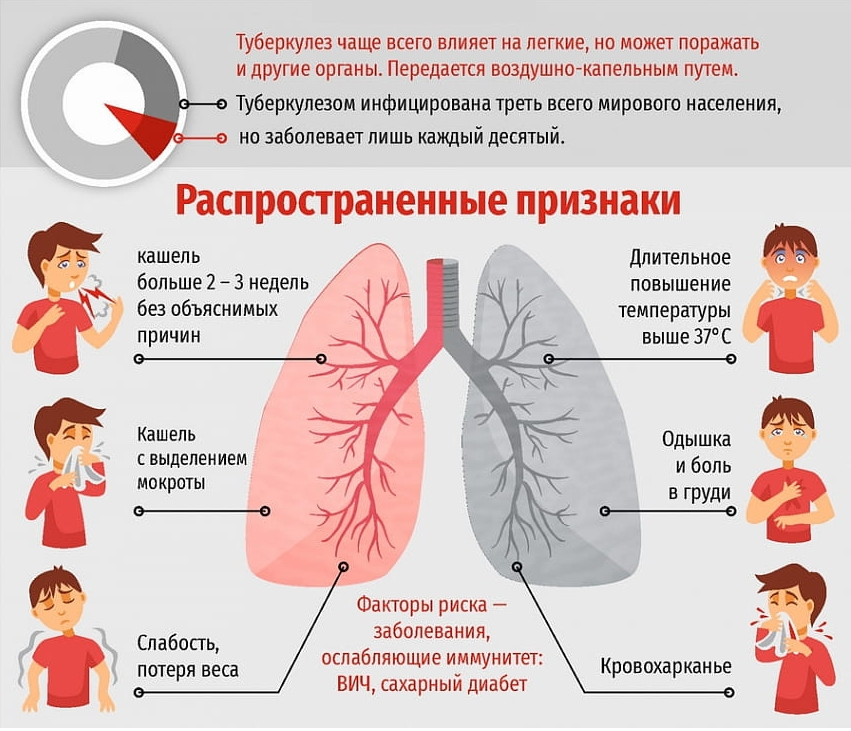 Туберкулез чаще всего влияет на легкие, но может поражать
и другие органы. Передается воздушно-капельным путем.
Туберкулезом инфицирована треть всего мирового населения,
но заболевает лишь каждый десятый.
Распространенные признаки
кашель
больше 2 – 3 недель
без объяснимых
причин
Длительное
повышение
температуры
выше 37°С
Кашель
с выделением
мокроты
Одышка
и боль
в груди
Слабость,
потеря веса
Факторы риска —
заболевания,
ослабляющие иммунитет:
ВИЧ, сахарный диабет
Кровохарканье